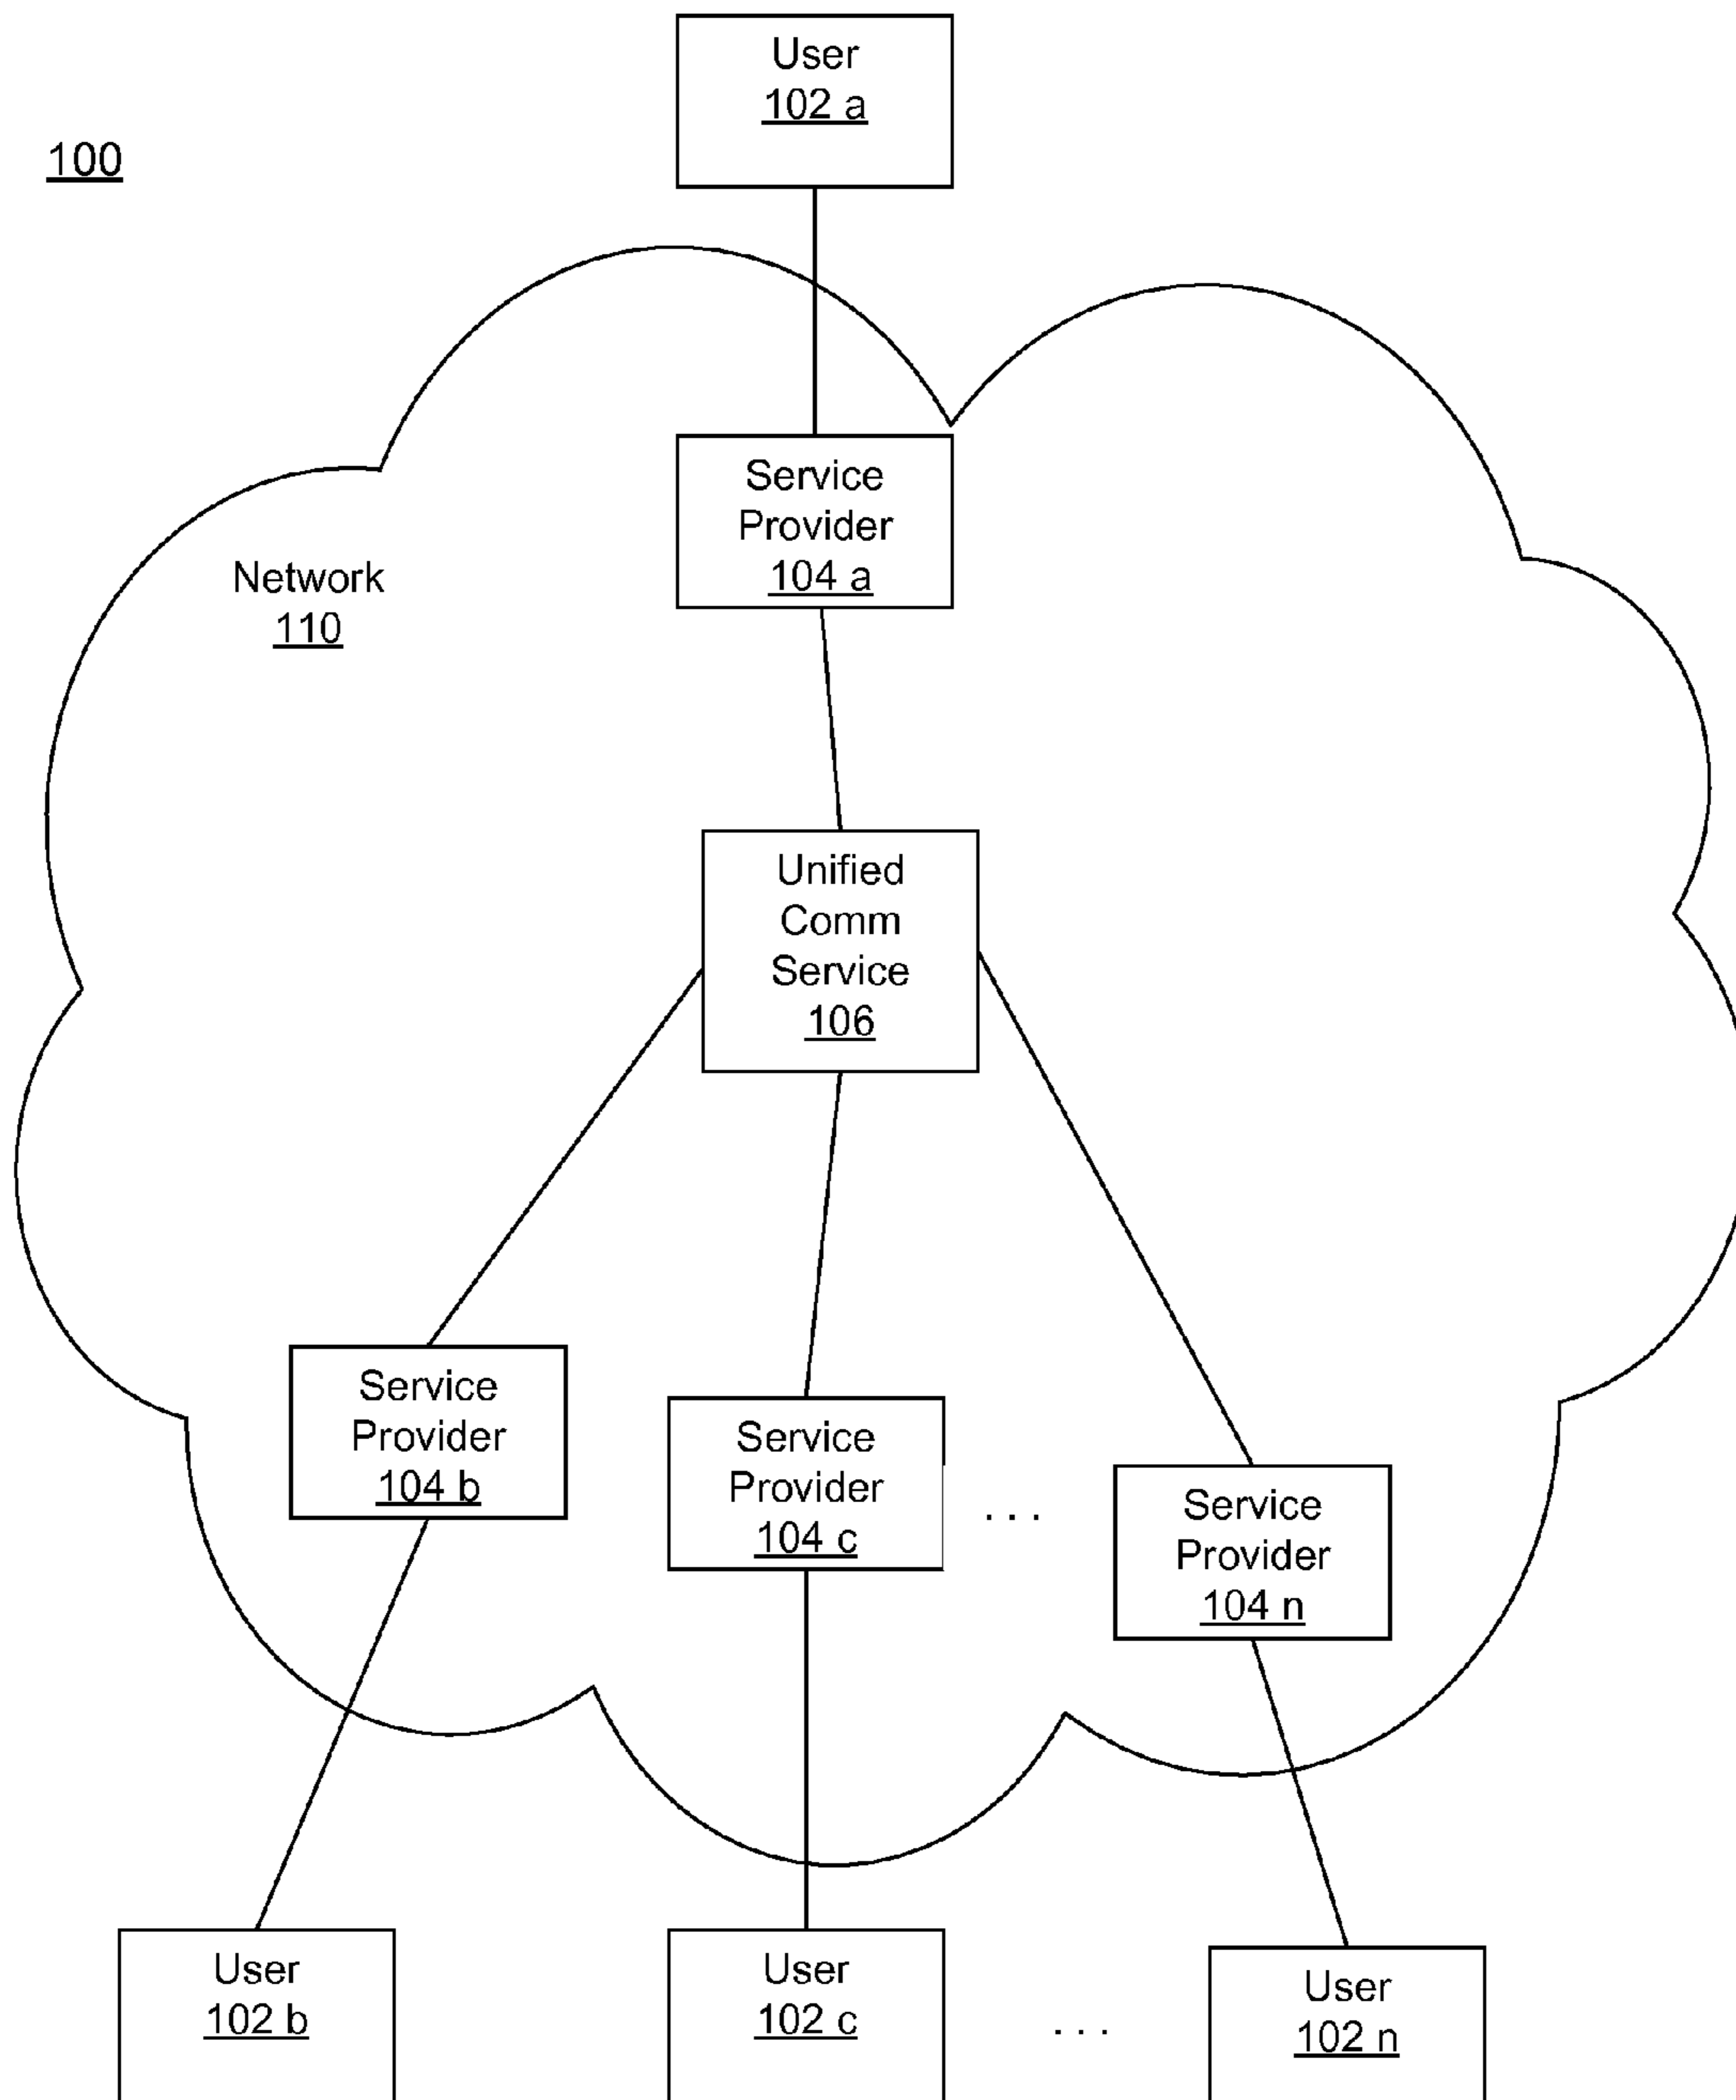 User
102 a
100
Service
Provider
104 a
Network
110
Unified
Comm
Service
106
Service
Provider
104 b
Service
Provider
104 c
. . .
Service
Provider
104 n
User
102 b
User
102 c
. . .
User
102 n